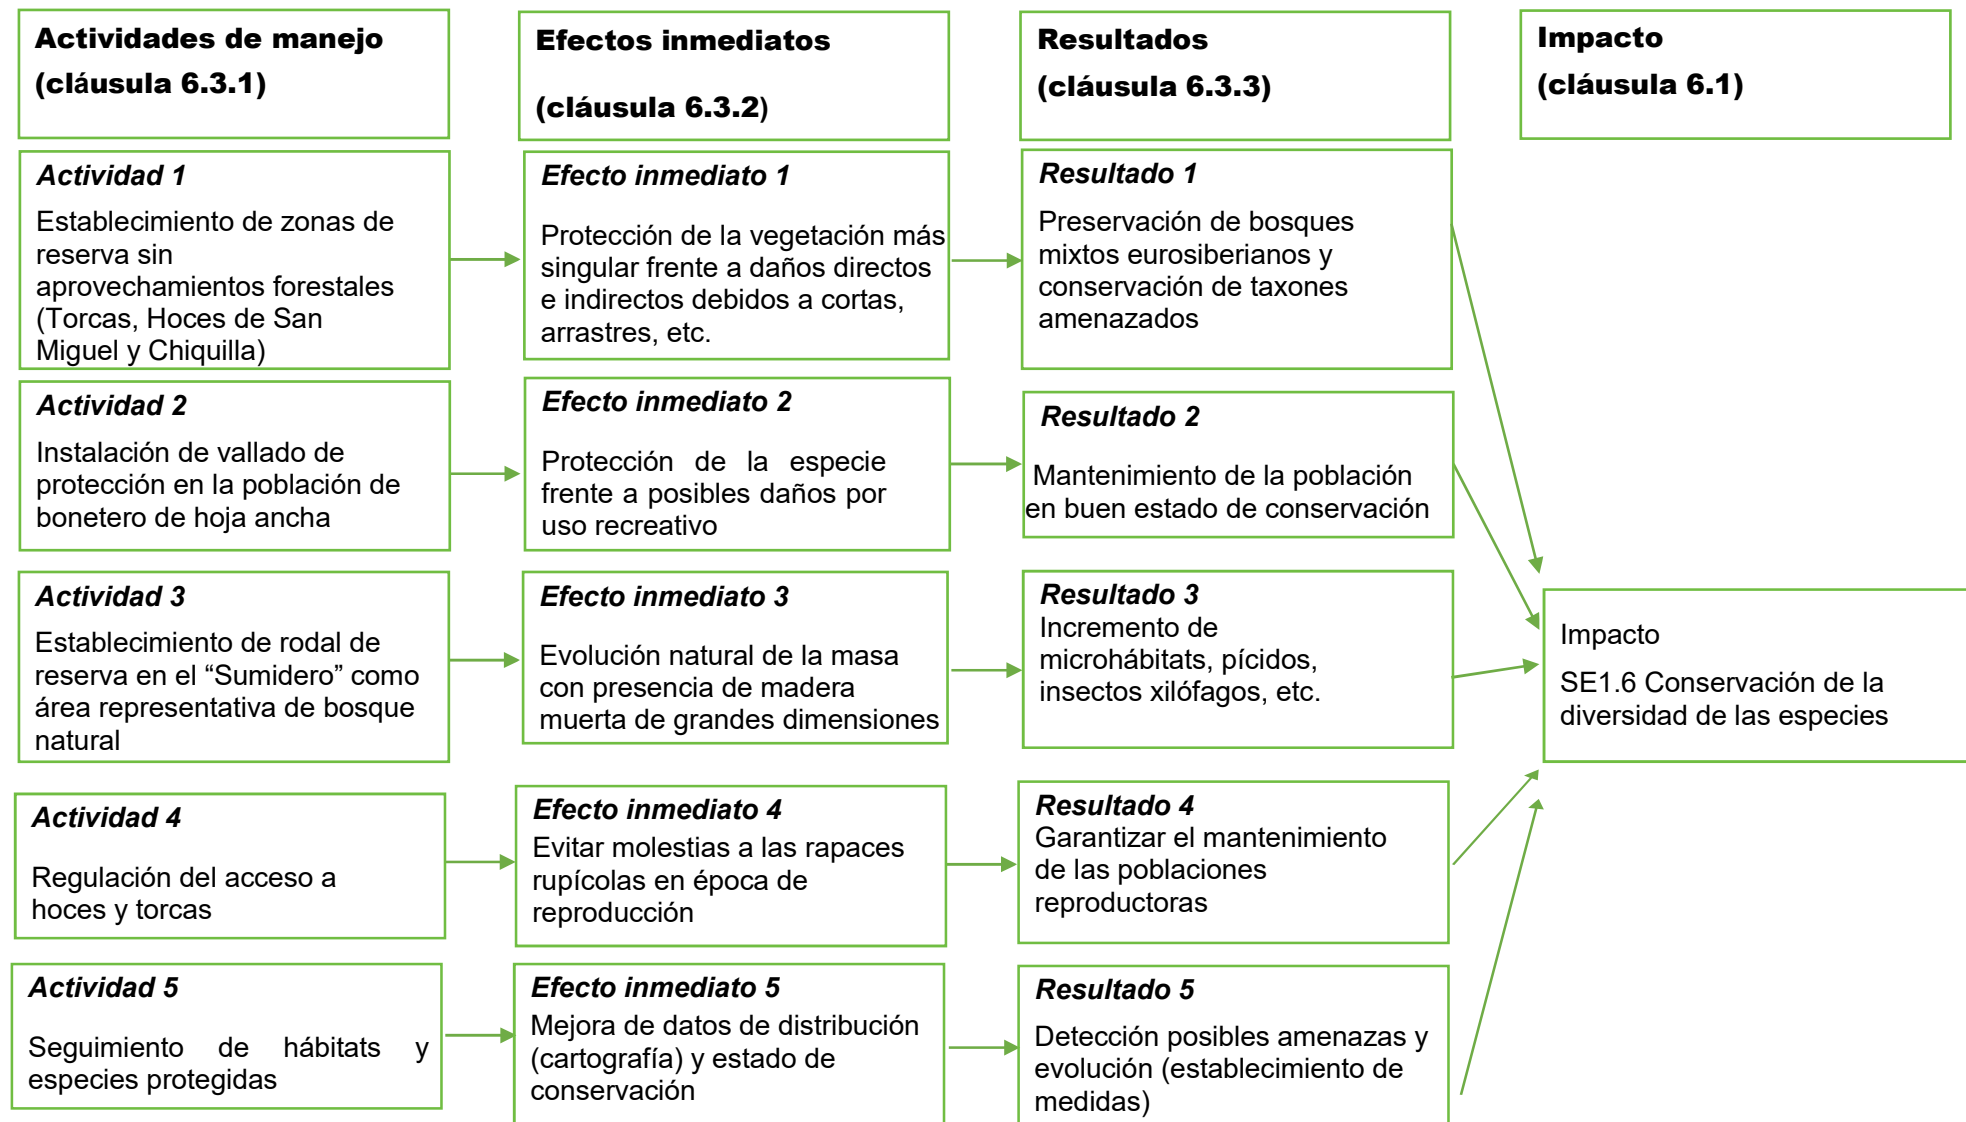 Actividades de manejo
(cláusula 6.3.1)
Efectos inmediatos
(cláusula 6.3.2)
Resultados
(cláusula 6.3.3)
Impacto
(cláusula 6.1)
Actividad 1
Establecimiento de zonas de
reserva sin
aprovechamientos forestales
(Torcas, Hoces de San
Miguel y Chiquilla)
Efecto inmediato 1
Protección de la vegetación más
singular frente a daños directos
e indirectos debidos a cortas,
arrastres, etc.
Resultado 1
Preservación de bosques
mixtos eurosiberianos y
conservación de taxones
amenazados
Actividad 2
Instalación de vallado de
protección en la población de
bonetero de hoja ancha
Efecto inmediato 2
Protección de la especie
frente a posibles daños por
uso recreativo
Resultado 2
Mantenimiento de la población
en buen estado de conservación
Actividad 3
Establecimiento de rodal de
reserva en el “Sumidero” como
área representativa de bosque
natural
Efecto inmediato 3
Evolución natural de la masa
con presencia de madera
muerta de grandes dimensiones
Resultado 3
Incremento de
microhábitats, pícidos,
insectos xilófagos, etc.
Impacto
SE1.6 Conservación de la
diversidad de las especies
Actividad 4
Regulación del acceso a
hoces y torcas
Efecto inmediato 4
Evitar molestias a las rapaces
rupícolas en época de
reproducción
Resultado 4
Garantizar el mantenimiento
de las poblaciones
reproductoras
Actividad 5
Seguimiento de hábitats y
especies protegidas
Efecto inmediato 5
Mejora de datos de distribución
(cartografía) y estado de
conservación
Resultado 5
Detección posibles amenazas y
evolución (establecimiento de
medidas)